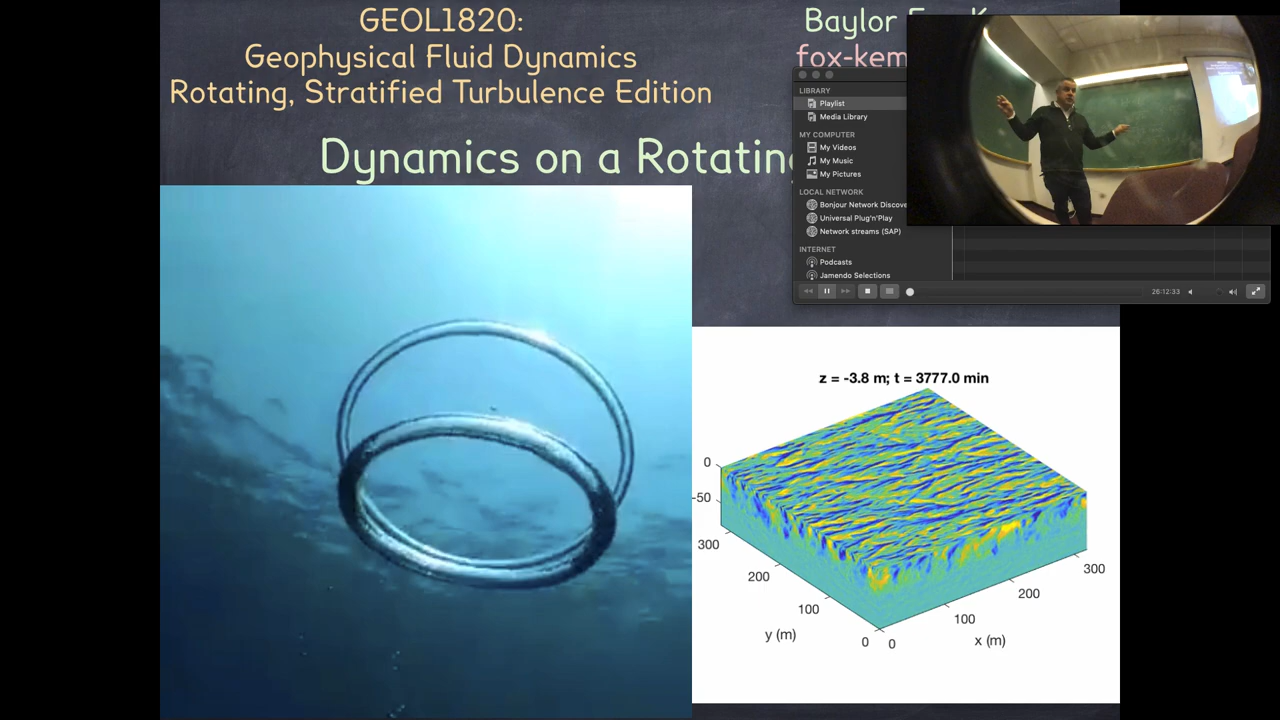 GEOL1820:
Geophysical Fluid Dynamics
Rotating, Stratified Turbulence Edition
Baylor
fox-kem
Dynamics on a Rotating
LIBRARY
Playlist
Media Library
MY COMPUTER
My Videos
My Music
My Pictures
LOCAL NETWORK
Bonjour Network Discove
Universal Plug'n'Play
Network streams (SAP)
INTERNET
Podcasts
Jamendo Selections
26:12:33
z = -3.8 m; t = 3777.0 min
0
-50
300
200
100
0
y (m)
0
100
200
300
x (m)